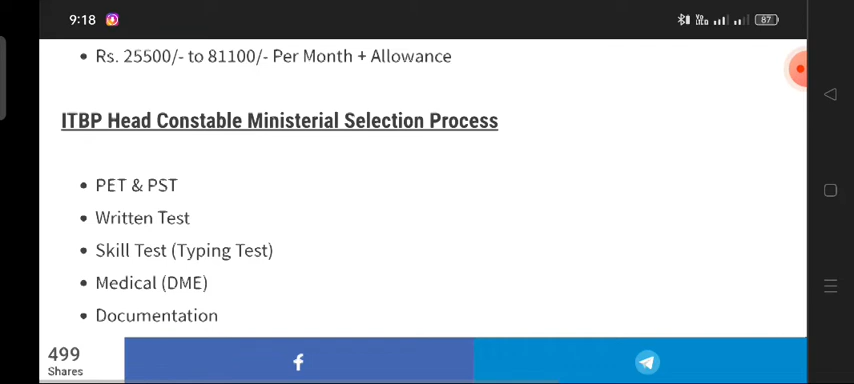 9:18
87
Rs. 25500/- to 81100/- Per Month + Allowance
ITBP Head Constable Ministerial Selection Process
PET & PST
Written Test
Skill Test (Typing Test)
Medical (DME)
Documentation
499
Shares